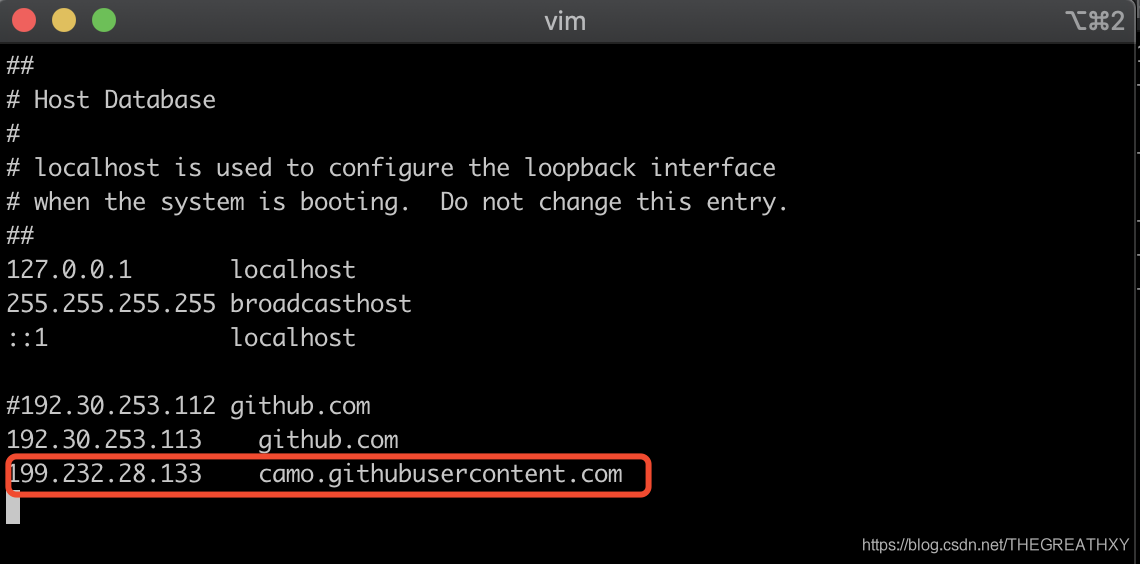 vim
⌥⌘2
##
# Host Database
#
# localhost is used to configure the loopback interface
# when the system is booting.  Do not change this entry.
##
127.0.0.1       localhost
255.255.255.255 broadcasthost
::1             localhost

#192.30.253.112 github.com
192.30.253.113    github.com
199.232.28.133    camo.githubusercontent.com
https://blog.csdn.net/THEGREATHXY